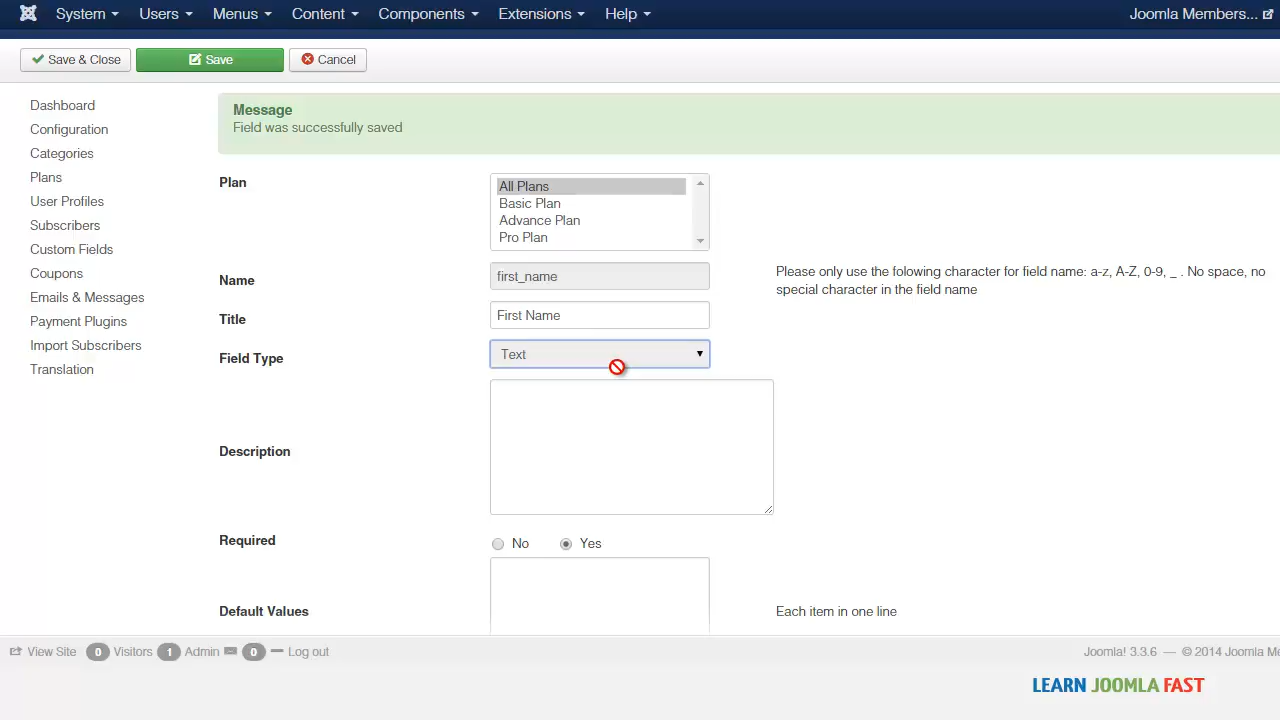 System Users Menus Content Components Extensions Help Joomla Members...
Save & Close Save Cancel
Dashboard
Configuration
Categories
Plans
User Profiles
Subscribers
Custom Fields
Coupons
Emails & Messages
Payment Plugins
Import Subscribers
Translation
Message
Field was successfully saved
Plan
All Plans
Basic Plan
Advance Plan
Pro Plan
Name
first_name
Please only use the folowing character for field name: a-z, A-Z, 0-9, _ . No space, no
special character in the field name
Title
First Name
Field Type
Text
Description
Required
No Yes
Default Values
Each item in one line
View Site 0 Visitors 1 Admin 0 Log out
Joomla! 3.3.6 — © 2014 Joomla Me
LEARN JOOMLA FAST